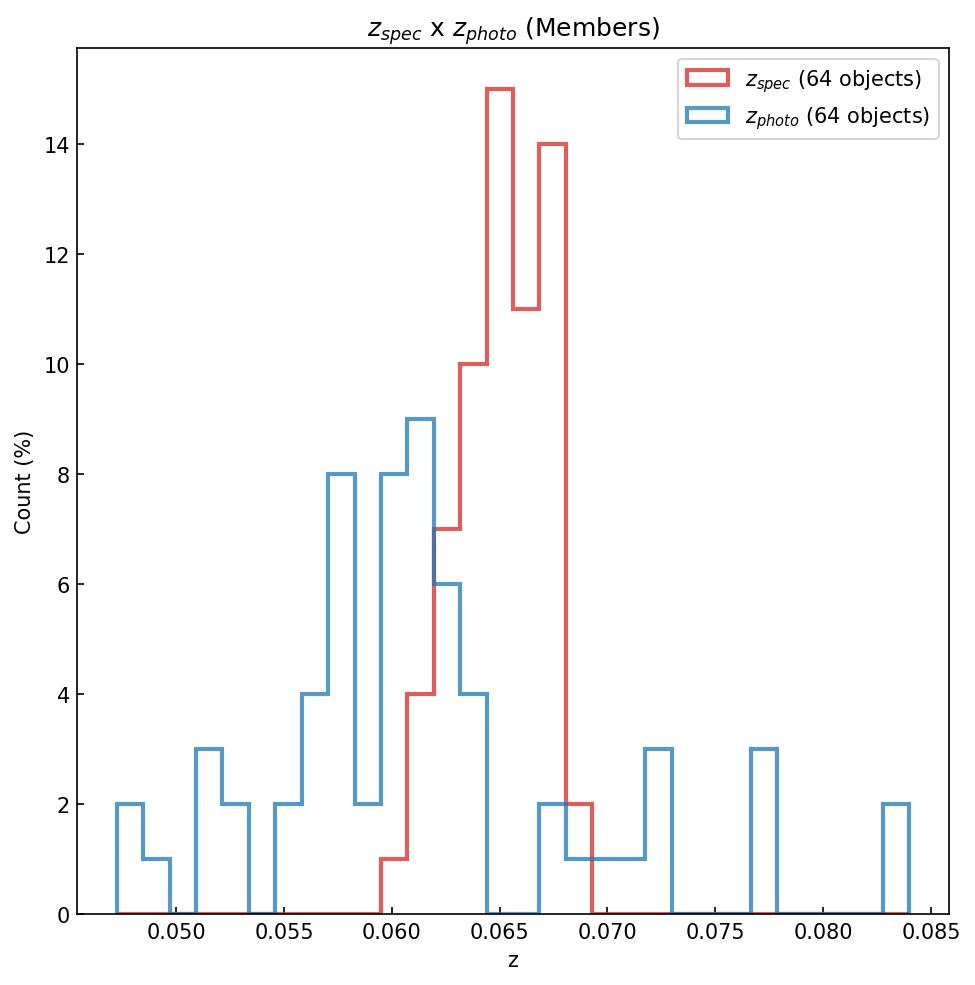 z_spec x z_photo (Members)
z_spec (64 objects)
z_photo (64 objects)
Count (%)
14
12
10
8
6
4
2
0
0.050 0.055 0.060 0.065 0.070 0.075 0.080 0.085
z